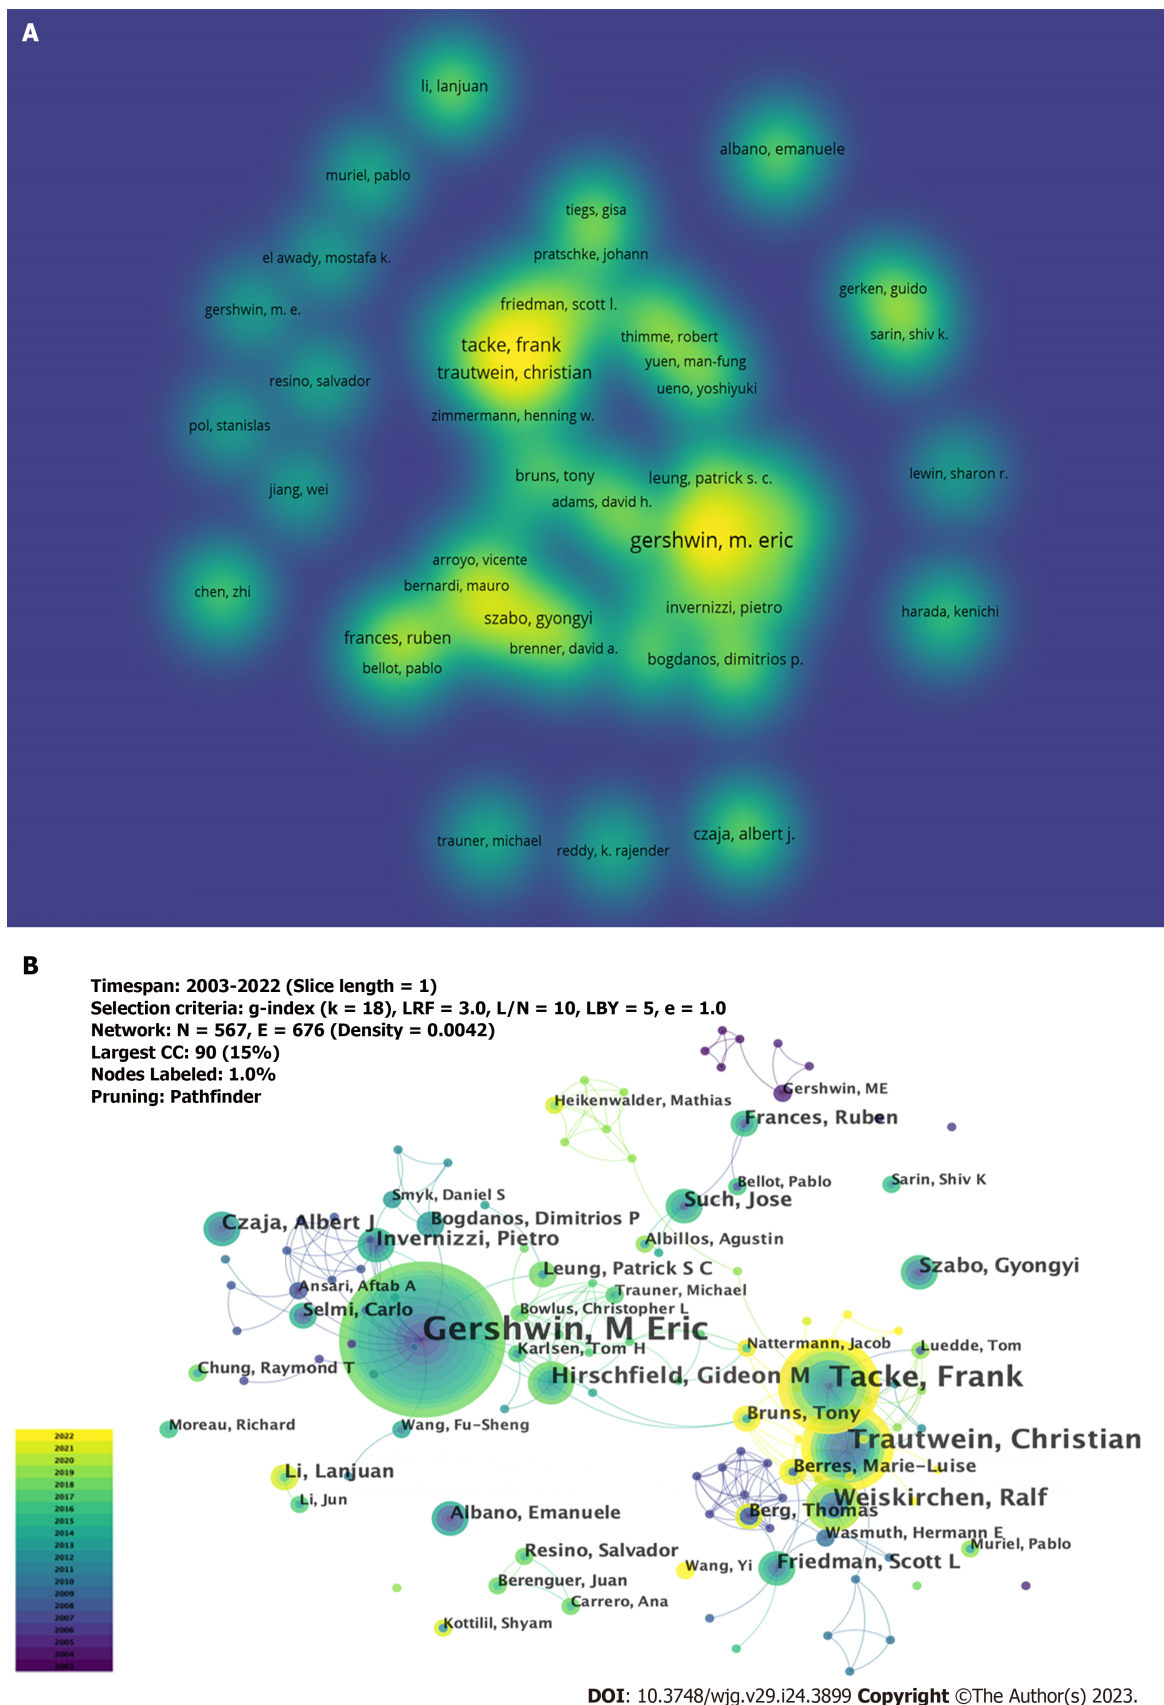 A
li, lanjuan
albano, emanuele
muriel, pablo
tiegs, gisa
pratschke, johann
el awady, mostafa k.
gerken, guido
friedman, scott l.
gershwin, m. e.
sarin, shiv k.
thimme, robert
tacke, frank
yuen, man-fung
trautwein, christian
resino, salvador
ueno, yoshiyuki
zimmermann, henning w.
pol, stanislas
bruns, tony
leung, patrick s. c.
lewin, sharon r.
jiang, wei
adams, david h.
gershwin, m. eric
arroyo, vicente
bernardi, mauro
chen, zhi
invernizzi, pietro
harada, kenichi
szabo, gyongyi
frances, ruben
brenner, david a.
bogdanos, dimitrios p.
bellot, pablo
czaja, albert j.
trauner, michael
reddy, k. rajender
B
Timespan: 2003-2022 (Slice length = 1)
Selection criteria: g-index (k = 18), LRF = 3.0, L/N = 10, LBY = 5, e = 1.0
Network: N = 567, E = 676 (Density = 0.0042)
Largest CC: 90 (15%)
Nodes Labeled: 1.0%
Pruning: Pathfinder
Gershwin, ME
Heikenwalder, Mathias
Frances, Ruben
Bellot, Pablo
Sarin, Shiv K
Smyk, Daniel S
Such, Jose
Czaja, Albert J
Bogdanos, Dimitrios P
Invernizzi, Pietro
Albillos, Agustin
Szabo, Gyongyi
Leung, Patrick S C
Ansari, Aftab A
Trauner, Michael
Selmi, Carlo
Bowlus, Christopher L
Gershwin, M Eric
Nattermann, Jacob
Luedde, Tom
Karlsen, Tom H
Chung, Raymond T
Hirschfield, Gideon M
Tacke, Frank
Bruns, Tony
Moreau, Richard
Wang, Fu-Sheng
Trautwein, Christian
Berres, Marie-Luise
Li, Lanjuan
Weiskirchen, Ralf
Li, Jun
Berg, Thomas
Albano, Emanuele
Wasmuth, Hermann E
Muriel, Pablo
Resino, Salvador
Friedman, Scott L
Wang, Yi
Berenguer, Juan
Carrero, Ana
Kottilil, Shyam
2022
2021
2020
2019
2018
2017
2016
2015
2014
2013
2012
2011
2010
2009
2008
2007
2006
2005
2004
2003
DOI: 10.3748/wjg.v29.i24.3899 Copyright ©The Author(s) 2023.